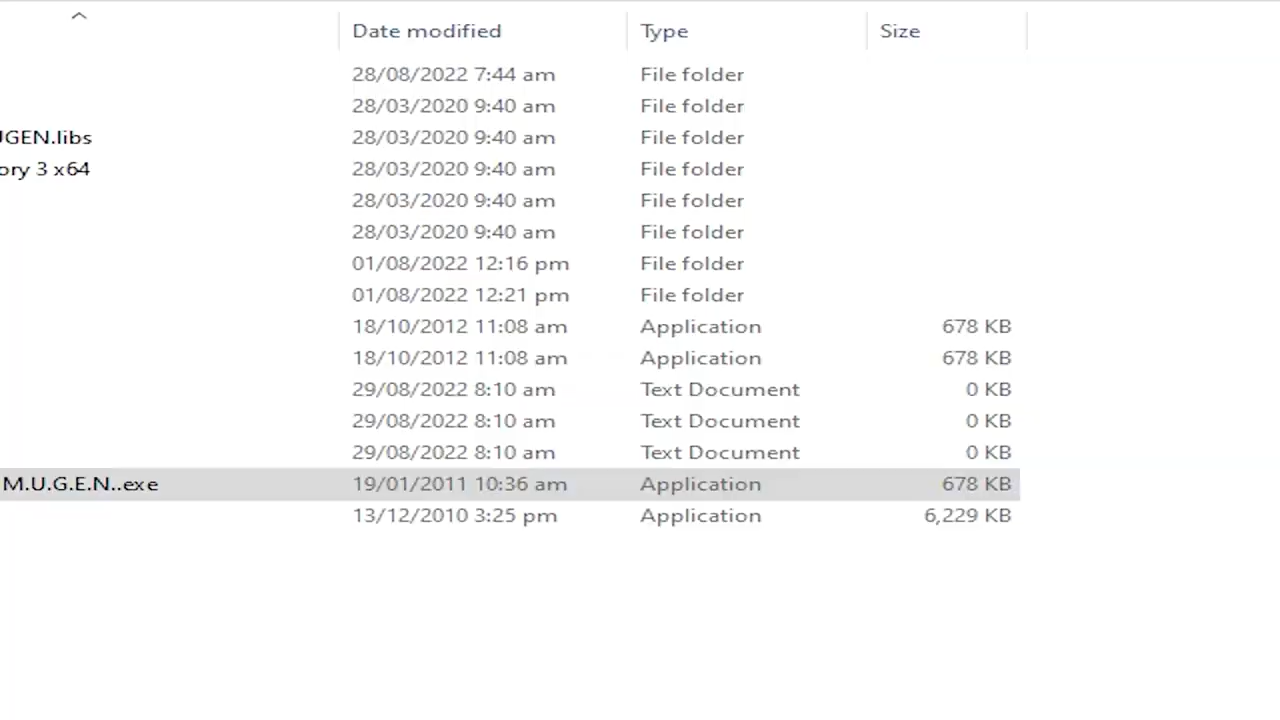 Date modified Type Size
28/08/2022 7:44 am File folder
28/03/2020 9:40 am File folder
UGEN.libs 28/03/2020 9:40 am File folder
ory 3 x64 28/03/2020 9:40 am File folder
28/03/2020 9:40 am File folder
28/03/2020 9:40 am File folder
01/08/2022 12:16 pm File folder
01/08/2022 12:21 pm File folder
18/10/2012 11:08 am Application 678 KB
18/10/2012 11:08 am Application 678 KB
29/08/2022 8:10 am Text Document 0 KB
29/08/2022 8:10 am Text Document 0 KB
29/08/2022 8:10 am Text Document 0 KB
M.U.G.E.N..exe 19/01/2011 10:36 am Application 678 KB
13/12/2010 3:25 pm Application 6,229 KB